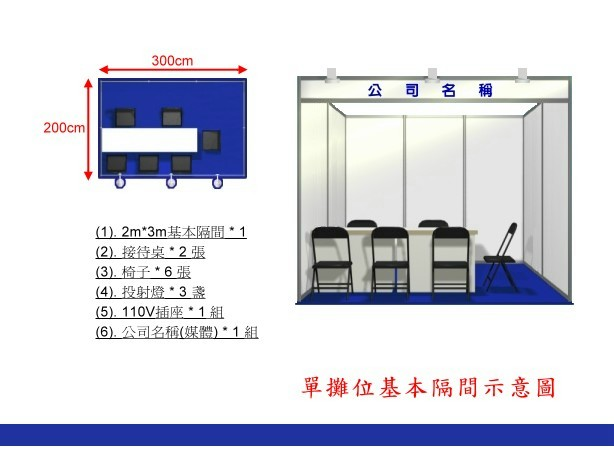 300cm
200cm
公司名稱
(1). 2m*3m基本隔間 * 1
(2). 接待桌 * 2 張
(3). 椅子 * 6 張
(4). 投射燈 * 3 盞
(5). 110V插座 * 1 組
(6). 公司名稱(媒體) * 1 組
單攤位基本隔間示意圖